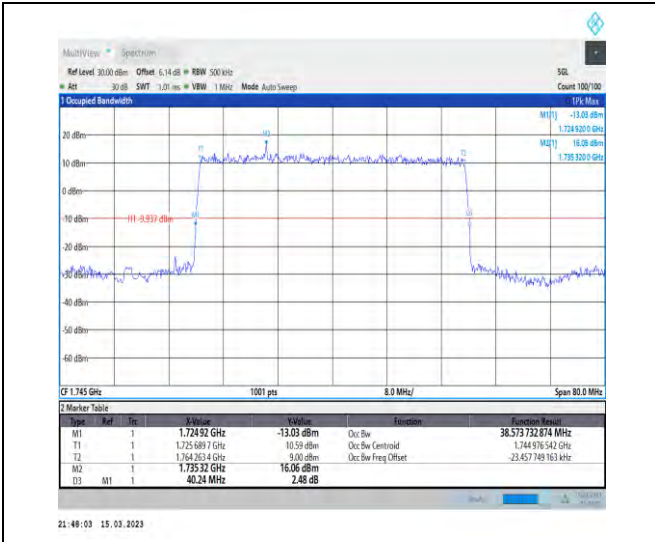 MultiView Spectrum
Ref Level 30.00 dBm Offset 6.14 dB RBW 500 kHz SGL
Att 30 dB SWT 1.01 ms VBW 1 MHz Mode Auto Sweep Count 100/100
1 Occupied Bandwidth 1Pk Max
M1[1] -13.03 dBm
1.724 920 0 GHz
20 dBm M2 M2[1] 16.06 dBm
1.735 320 0 GHz
T1 T2
10 dBm
0 dBm
-10 dBm H1 -9.937 dBm M1
-20 dBm
-30 dBm
-40 dBm
-50 dBm
-60 dBm
CF 1.745 GHz 1001 pts 8.0 MHz/ Span 80.0 MHz
2 Marker Table
Type Ref Trc X-Value Y-Value Function Function Result
M1 1 1.724 92 GHz -13.03 dBm Occ Bw 38.573 732 874 MHz
T1 1 1.725 689 7 GHz 10.59 dBm Occ Bw Centroid 1.744 976 542 GHz
T2 1 1.764 263 4 GHz 9.00 dBm Occ Bw Freq Offset -23.457 749 163 kHz
M2 1 1.735 32 GHz 16.06 dBm
D3 M1 1 40.24 MHz 2.48 dB
21:48:03 15.03.2023